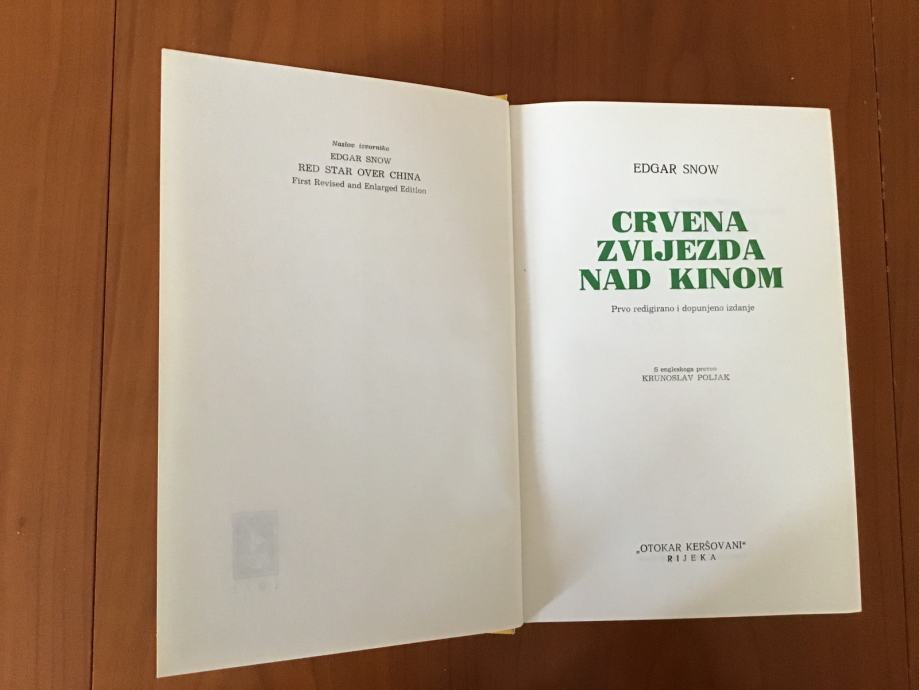 Naslov izvornika
EDGAR SNOW
RED STAR OVER CHINA
First Revised and Enlarged Edition
EDGAR SNOW
CRVENA
ZVIJEZDA
NAD KINOM
Prvo redigirano i dopunjeno izdanje
S engleskoga preveo
KRUNOSLAV POLJAK
„OTOKAR KERŠOVANI“
RIJEKA